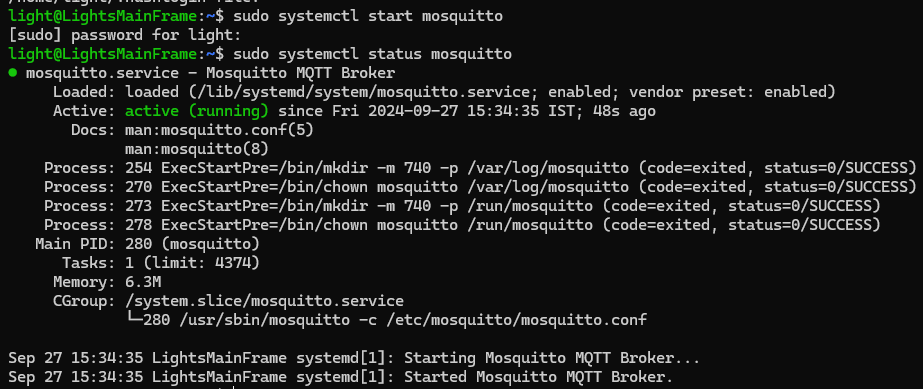 light@LightsMainFrame:~$ sudo systemctl start mosquitto
[sudo] password for light:
light@LightsMainFrame:~$ sudo systemctl status mosquitto
● mosquitto.service - Mosquitto MQTT Broker
Loaded: loaded (/lib/systemd/system/mosquitto.service; enabled; vendor preset: enabled)
Active: active (running) since Fri 2024-09-27 15:34:35 IST; 48s ago
Docs: man:mosquitto.conf(5)
man:mosquitto(8)
Process: 254 ExecStartPre=/bin/mkdir -m 740 -p /var/log/mosquitto (code=exited, status=0/SUCCESS)
Process: 270 ExecStartPre=/bin/chown mosquitto /var/log/mosquitto (code=exited, status=0/SUCCESS)
Process: 273 ExecStartPre=/bin/mkdir -m 740 -p /run/mosquitto (code=exited, status=0/SUCCESS)
Process: 278 ExecStartPre=/bin/chown mosquitto /run/mosquitto (code=exited, status=0/SUCCESS)
Main PID: 280 (mosquitto)
Tasks: 1 (limit: 4374)
Memory: 6.3M
CGroup: /system.slice/mosquitto.service
└─280 /usr/sbin/mosquitto -c /etc/mosquitto/mosquitto.conf
Sep 27 15:34:35 LightsMainFrame systemd[1]: Starting Mosquitto MQTT Broker...
Sep 27 15:34:35 LightsMainFrame systemd[1]: Started Mosquitto MQTT Broker.